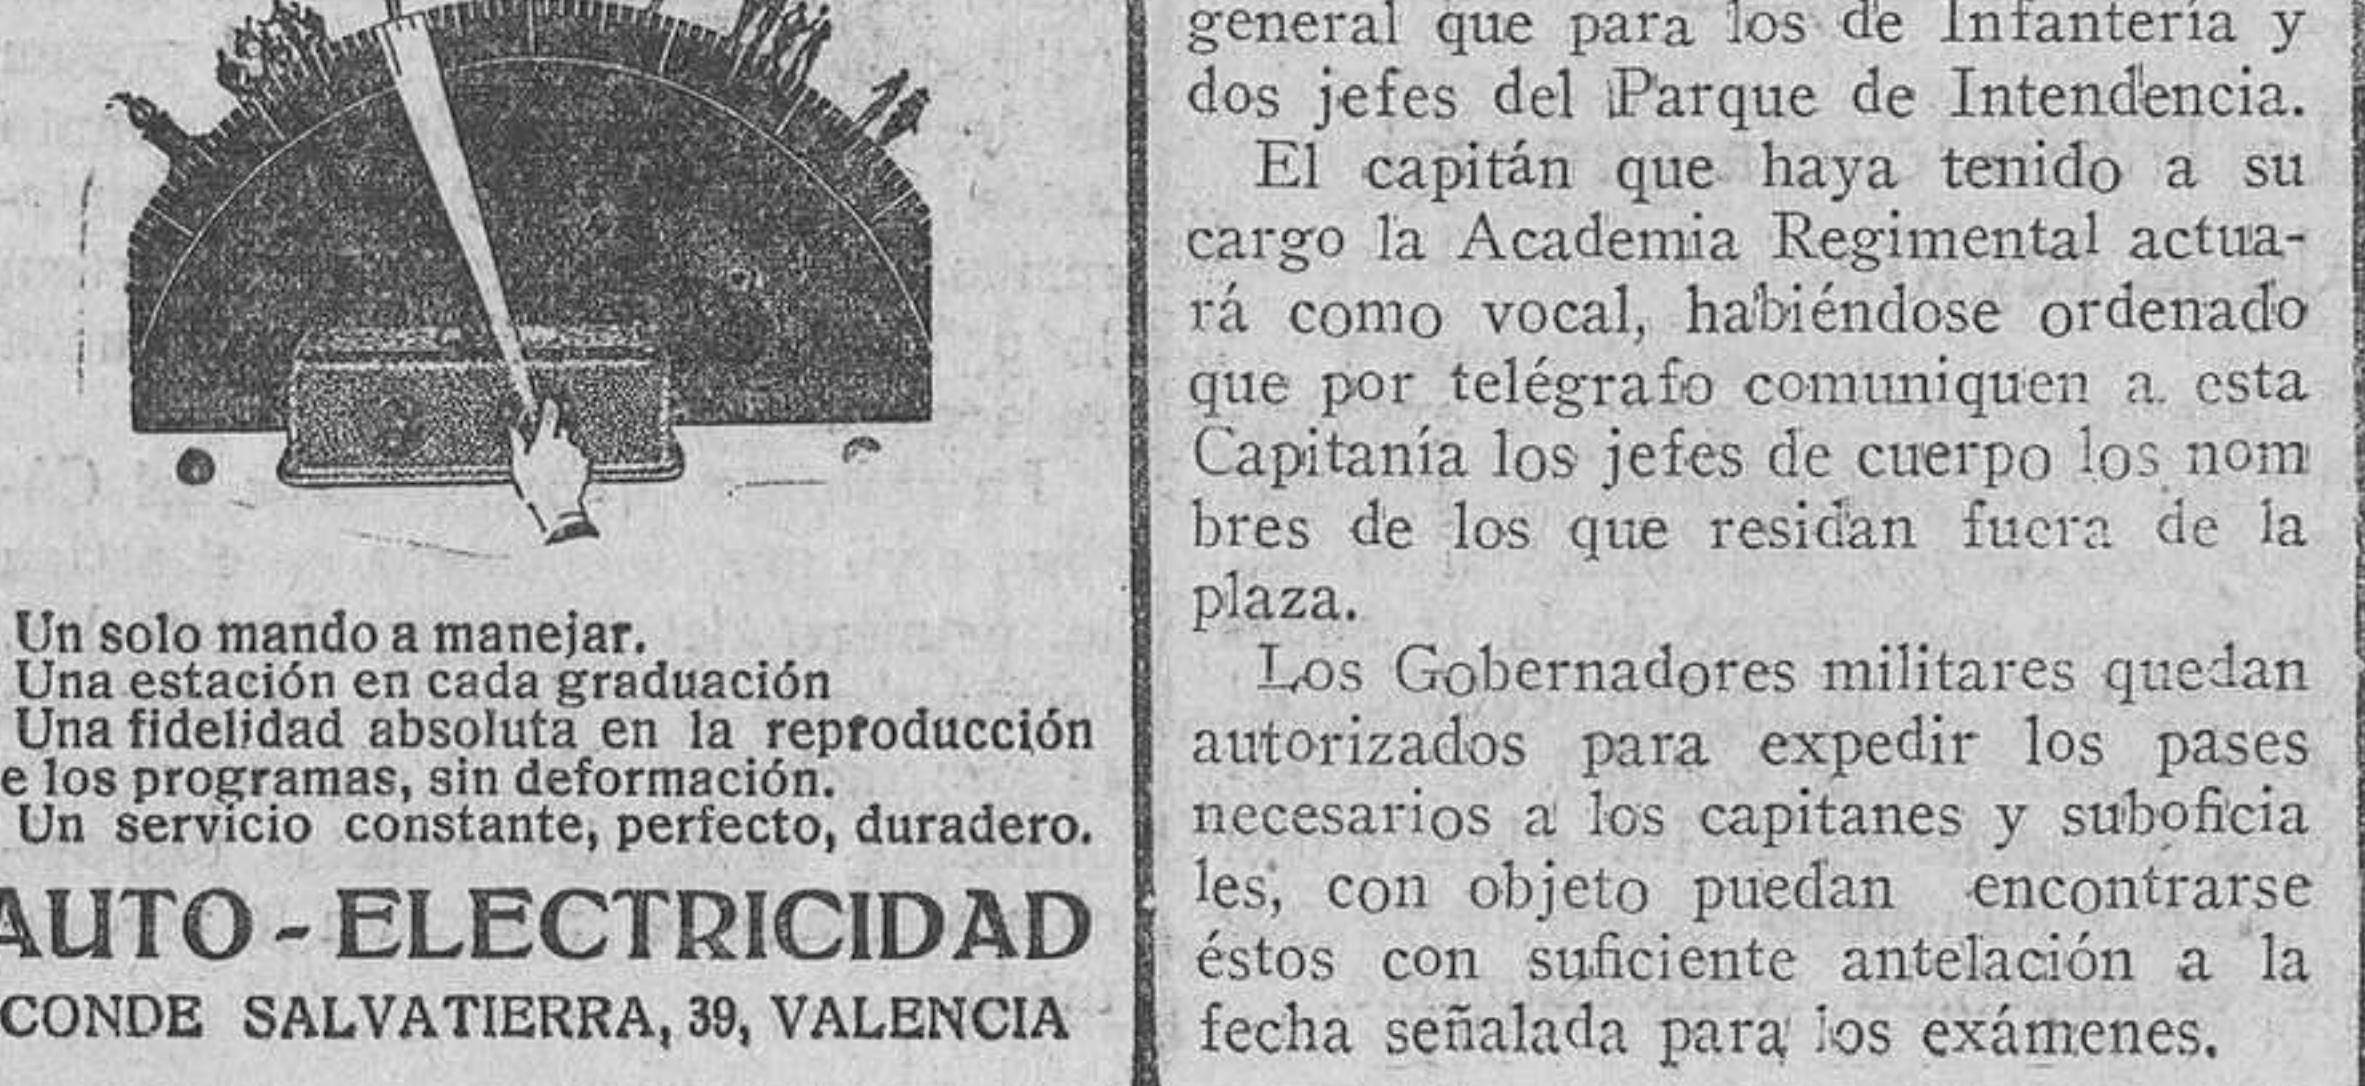 Un solo mando a manejar.
Una estación en cada graduación
Una fidelidad absoluta en la reproducción
e los programas, sin deformación.
Un servicio constante, perfecto, duradero.
AUTO - ELECTRICIDAD
CONDE SALVATIERRA, 39, VALENCIA
general que para los de Infantería y
dos jefes del Parque de Intendencia.
El capitán que haya tenido a su
cargo la Academia Regimental actua-
rá como vocal, habiéndose ordenado
que por telégrafo comuniquen a esta
Capitanía los jefes de cuerpo los nom
bres de los que residan fuera de la
plaza.
Los Gobernadores militares quedan
autorizados para expedir los pases
necesarios a los capitanes y suboficia
les, con objeto puedan encontrarse
éstos con suficiente antelación a la
fecha señalada para los exámenes.